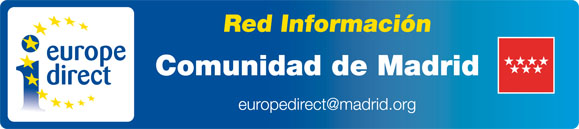 europe
direct
Red Información
Comunidad de Madrid
europedirect@madrid.org